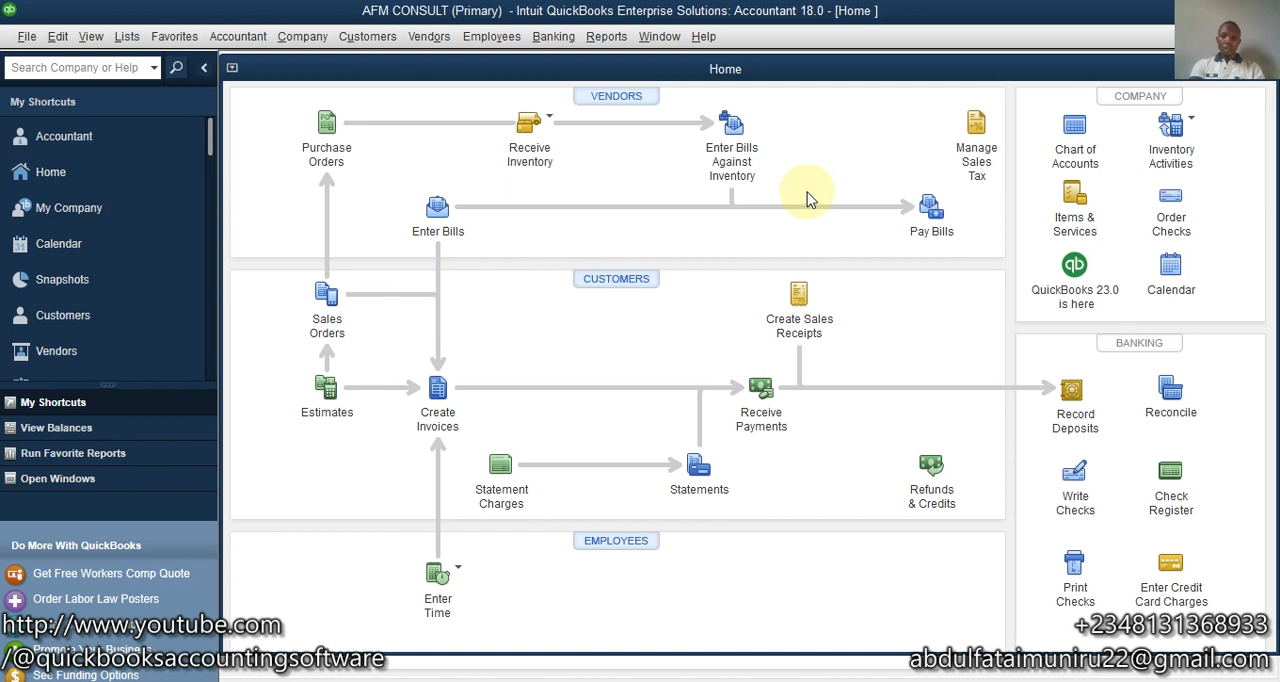 AFM CONSULT (Primary) - Intuit QuickBooks Enterprise Solutions: Accountant 18.0 - [Home ]
File Edit View Lists Favorites Accountant Company Customers Vendors Employees Banking Reports Window Help
Search Company or Help
Home
My Shortcuts
Accountant
Home
My Company
Calendar
Snapshots
Customers
Vendors
My Shortcuts
View Balances
Run Favorite Reports
Open Windows
Do More With QuickBooks
Get Free Workers Comp Quote
Order Labor Law Posters
Promote Your Business
See Funding Options
VENDORS
Purchase
Orders
Receive
Inventory
Enter Bills
Against
Inventory
Manage
Sales
Tax
Enter Bills
Pay Bills
CUSTOMERS
Sales
Orders
Create Sales
Receipts
Estimates
Create
Invoices
Receive
Payments
Statement
Charges
Statements
Refunds
& Credits
EMPLOYEES
Enter
Time
COMPANY
Chart of
Accounts
Inventory
Activities
Items &
Services
Order
Checks
QuickBooks 23.0
is here
Calendar
BANKING
Record
Deposits
Reconcile
Write
Checks
Check
Register
Print
Checks
Enter Credit
Card Charges
http://www.youtube.com
/@quickbooksaccountingsoftware
+2348131368933
abdulfataimuniru22@gmail.com